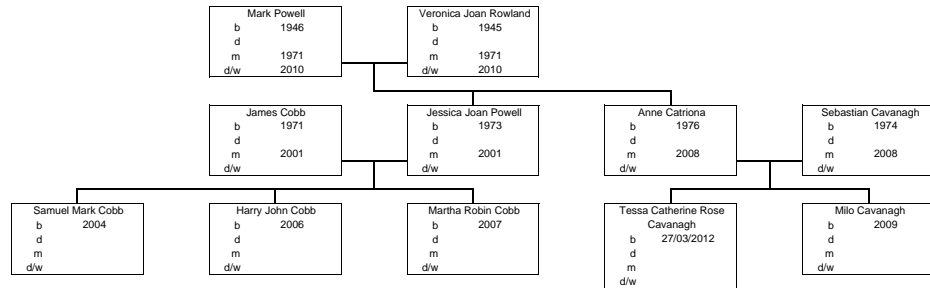 Mark Powell
b 1946
d
m 1971
d/w 2010
Veronica Joan Rowland
b 1945
d
m 1971
d/w 2010
James Cobb
b 1971
d
m 2001
d/w
Jessica Joan Powell
b 1973
d
m 2001
d/w
Anne Catriona
b 1976
d
m 2008
d/w
Sebastian Cavanagh
b 1974
d
m 2008
d/w
Samuel Mark Cobb
b 2004
d
m
d/w
Harry John Cobb
b 2006
d
m
d/w
Martha Robin Cobb
b 2007
d
m
d/w
Tessa Catherine Rose
Cavanagh
b 27/03/2012
d
m
d/w
Milo Cavanagh
b 2009
d
m
d/w